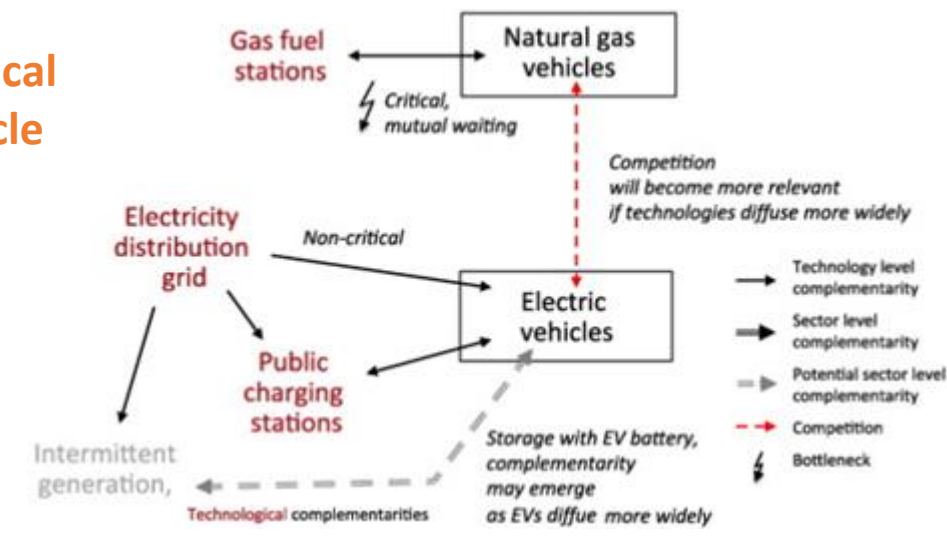 ical
cle
Gas fuel
stations
Natural gas
vehicles
Critical,
mutual waiting
Competition
will become more relevant
if technologies diffuse more widely
Electricity
distribution
grid
Non-critical
Electric
vehicles
Public
charging
stations
Intermittent
generation,
Storage with EV battery,
complementarity
may emerge
as EVs diffue more widely
Technological complementarities
Technology level
complementarity
Sector level
complementarity
Potential sector level
complementarity
Competition
Bottleneck